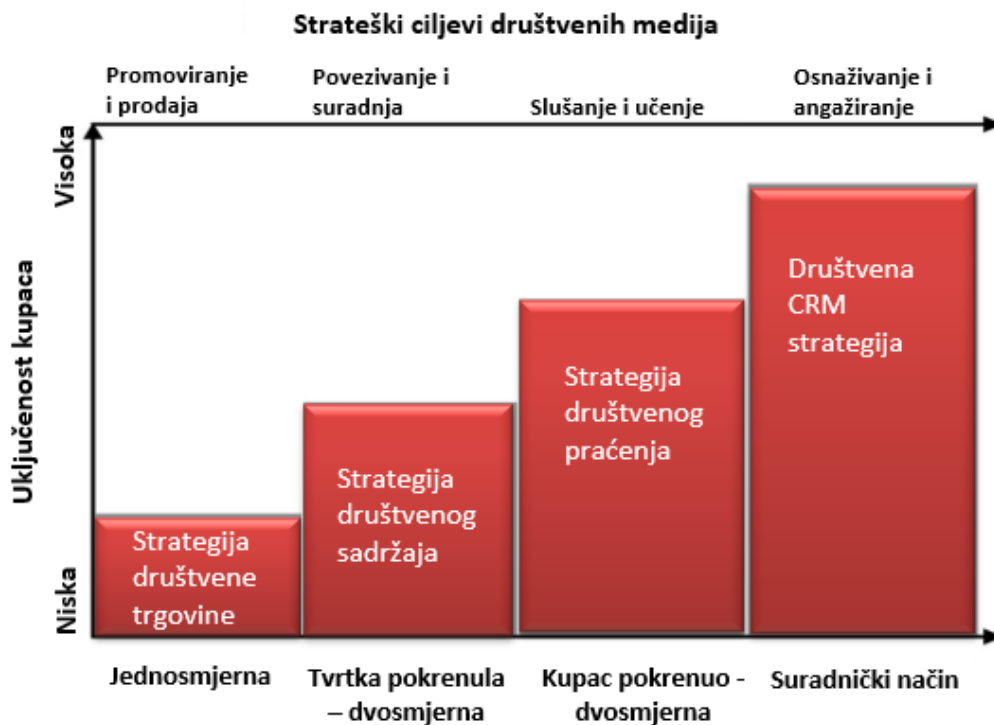 Strateški ciljevi društvenih medija
Promoviranje
i prodaja
Povezivanje i
suradnja
Slušanje i učenje
Osnaživanje i
angažiranje
Visoka
Uključenost kupaca
Niska
Strategija
društvene
trgovine
Strategija
društvenog
sadržaja
Strategija
društvenog
praćenja
Društvena
CRM
strategija
Jednosmjerna
Tvrtka pokrenula
– dvosmjerna
Kupac pokrenuo -
dvosmjerna
Suradnički način